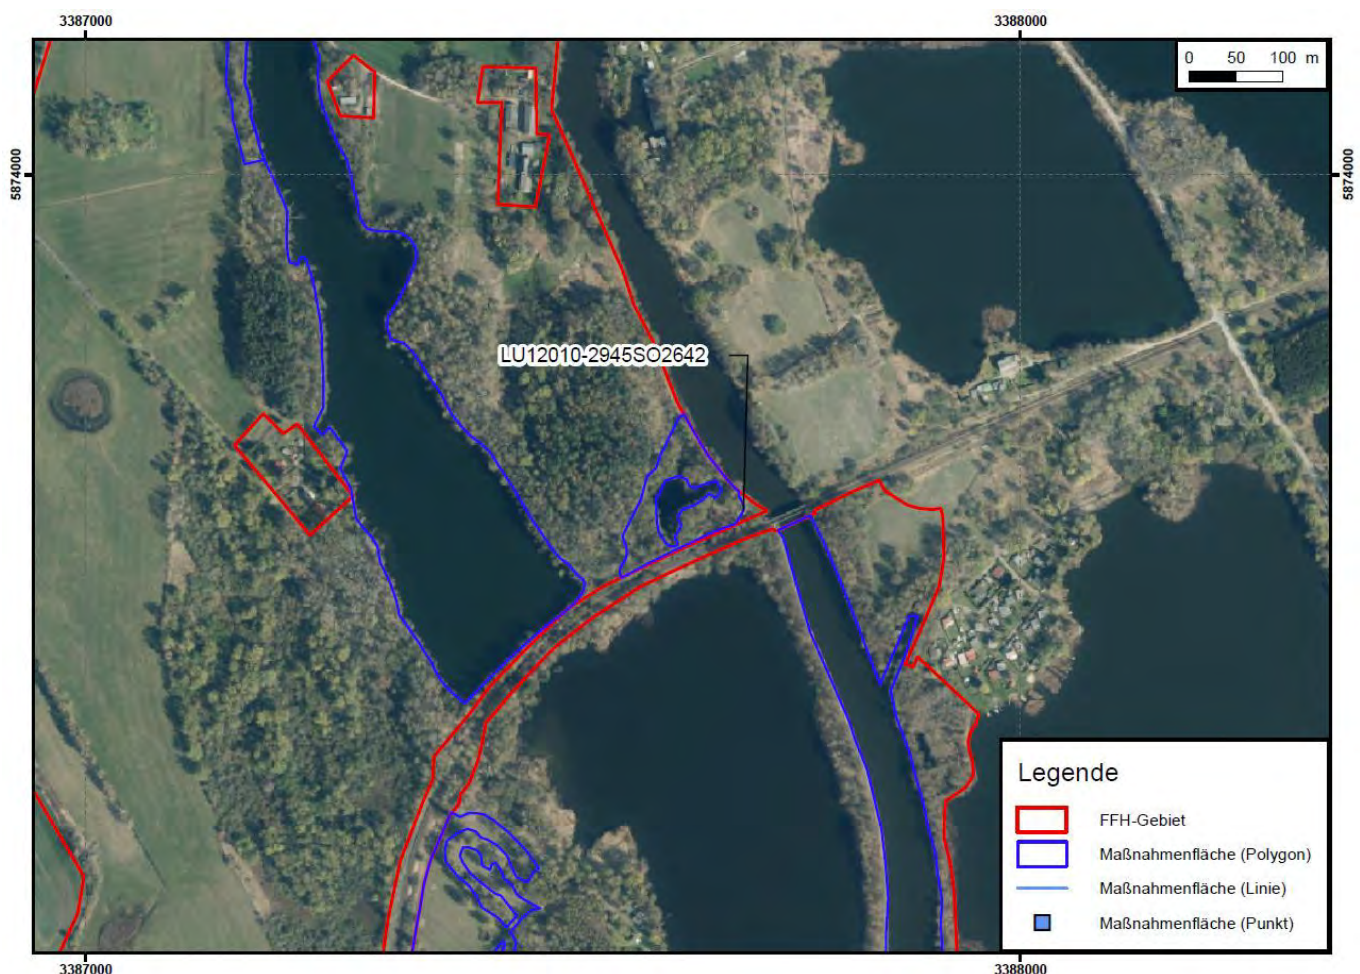 3387000 3388000
0 50 100 m
5874000 5874000
LU12010-2945SO2642
Legende
FFH-Gebiet
Maßnahmenfläche (Polygon)
Maßnahmenfläche (Linie)
Maßnahmenfläche (Punkt)
3387000 3388000